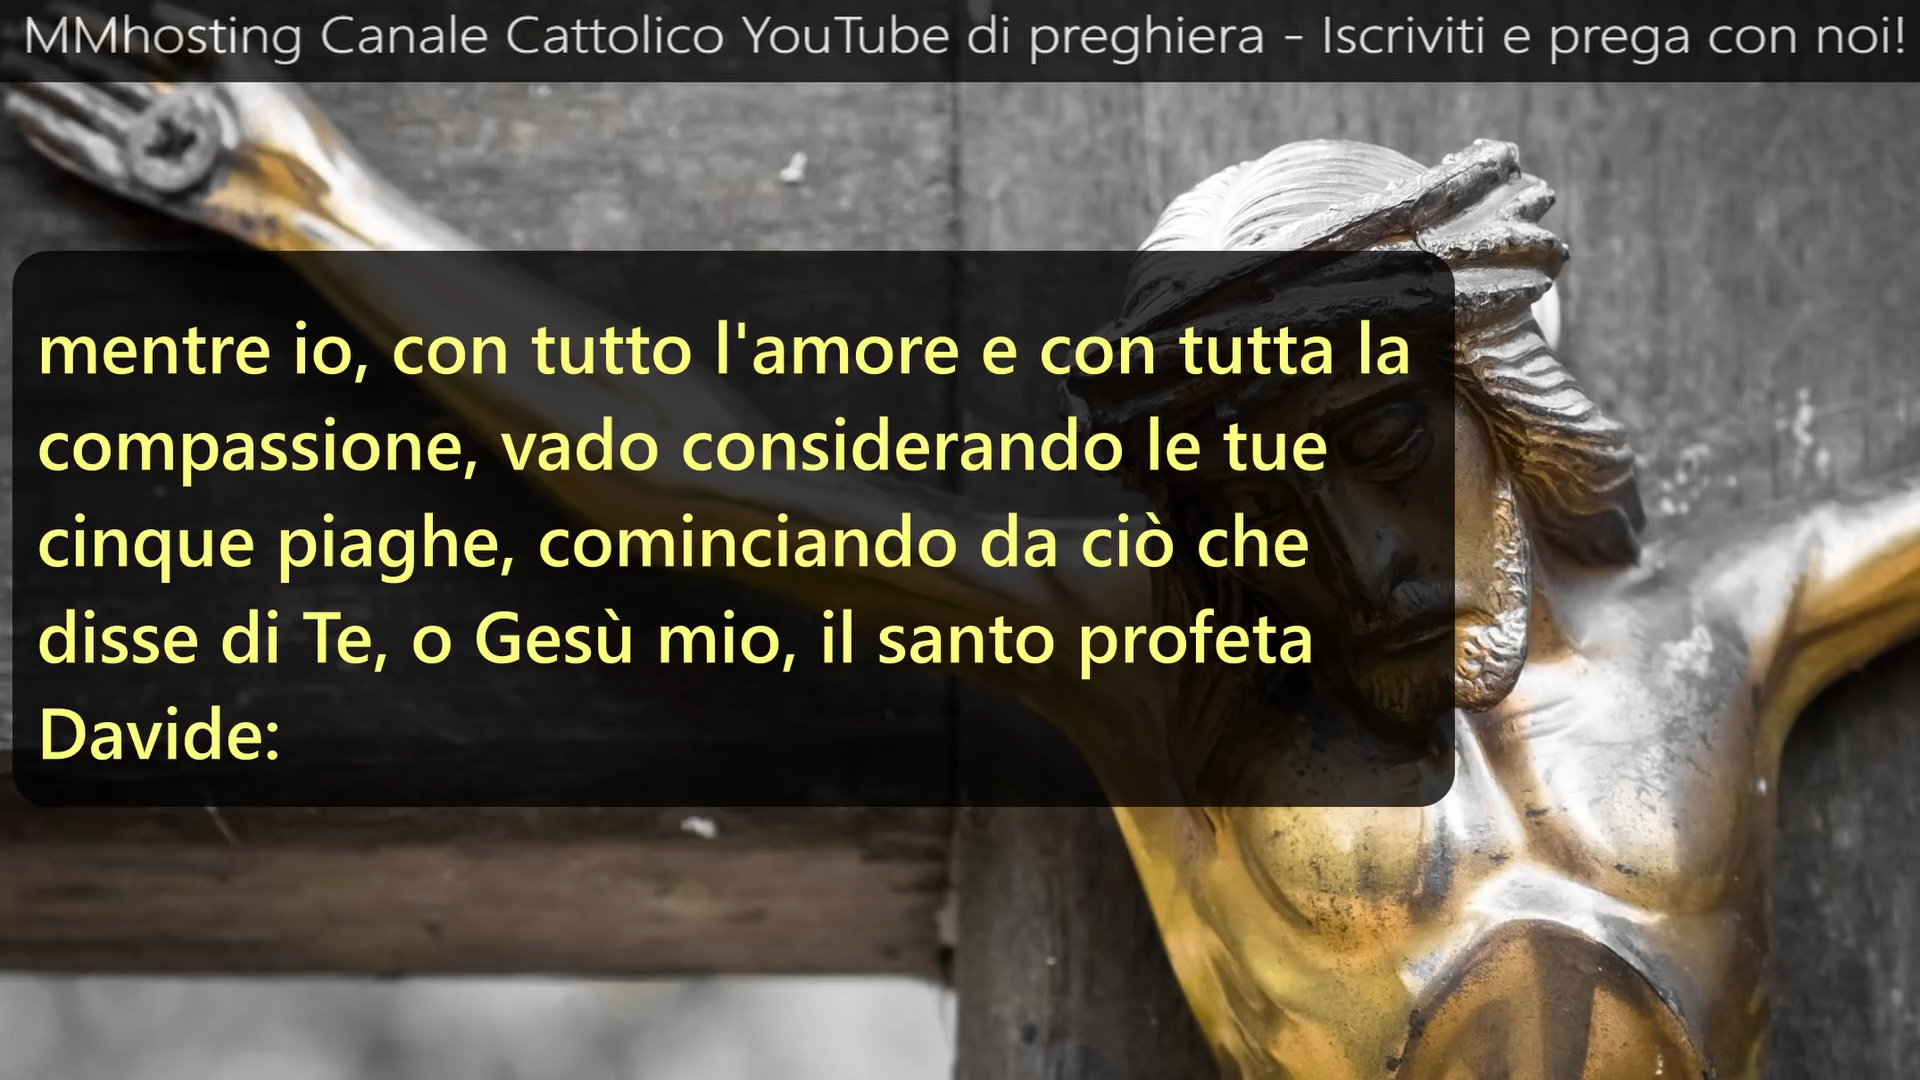 MMhosting Canale Cattolico YouTube di preghiera - Iscriviti e prega con noi!
mentre io, con tutto l'amore e con tutta la
compassione, vado considerando le tue
cinque piaghe, cominciando da ciò che
disse di Te, o Gesù mio, il santo profeta
Davide: